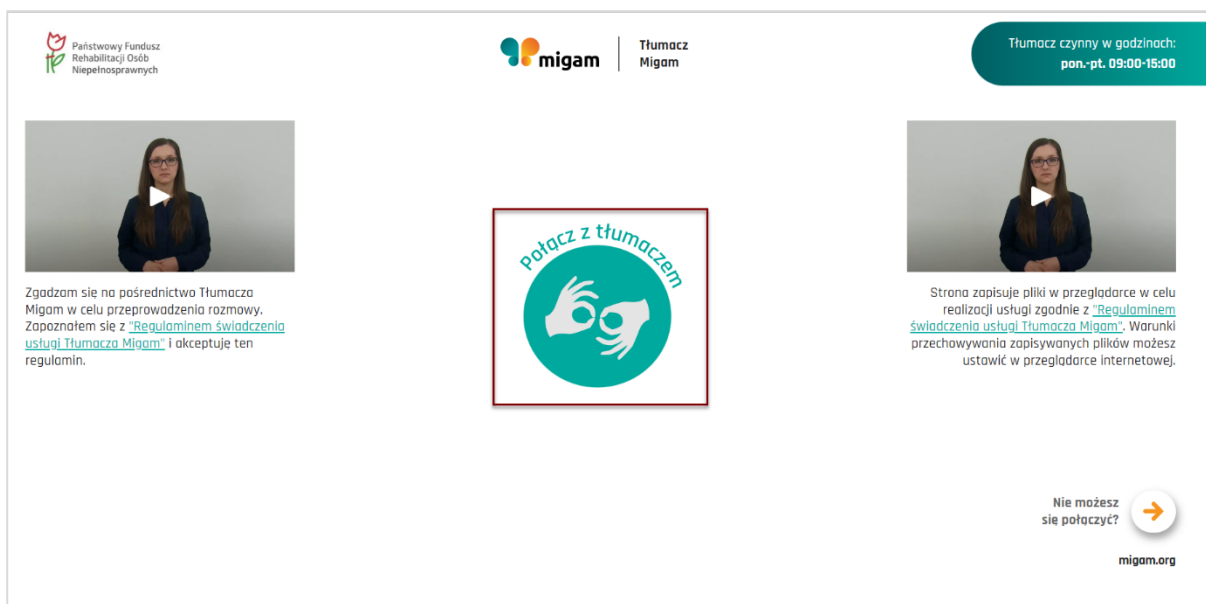 Państwowy Fundusz
Rehabilitacji Osób
Niepełnosprawnych
migam
Tłumacz
Migam
Tłumacz czynny w godzinach:
pon.-pt. 09:00-15:00
Połącz z tłumaczem
Zgadzam się na pośrednictwo Tłumacza
Migam w celu przeprowadzenia rozmowy.
Zapoznałem się z "Regulaminem świadczenia
usługi Tłumacza Migam" i akceptuję ten
regulamin.
Strona zapisuje pliki w przeglądarce w celu
realizacji usługi zgodnie z "Regulaminem
świadczenia usługi Tłumacza Migam". Warunki
przechowywania zapisywanych plików możesz
ustawić w przeglądarce internetowej.
Nie możesz
się połączyć?
migam.org